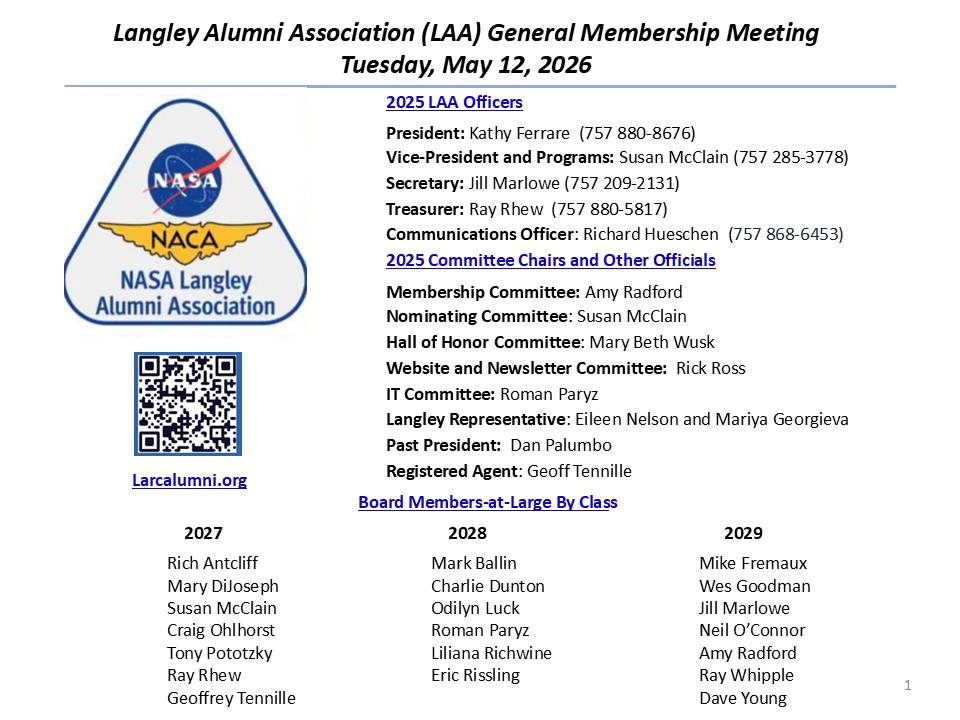 Langley Alumni Association (LAA) General Membership Meeting
Tuesday, May 12, 2026
NASA
NACA
NASA Langley
Alumni Association
Larcalumni.org
2025 LAA Officers
President: Kathy Ferrare (757 880-8676)
Vice-President and Programs: Susan McClain (757 285-3778)
Secretary: Jill Marlowe (757 209-2131)
Treasurer: Ray Rhew (757 880-5817)
Communications Officer: Richard Hueschen (757 868-6453)
2025 Committee Chairs and Other Officials
Membership Committee: Amy Radford
Nominating Committee: Susan McClain
Hall of Honor Committee: Mary Beth Wusk
Website and Newsletter Committee: Rick Ross
IT Committee: Roman Paryz
Langley Representative: Eileen Nelson and Mariya Georgieva
Past President: Dan Palumbo
Registered Agent: Geoff Tennille
Board Members-at-Large By Class
2027
Rich Antcliff
Mary DiJoseph
Susan McClain
Craig Ohlhorst
Tony Pototzky
Ray Rhew
Geoffrey Tennille
2028
Mark Ballin
Charlie Dunton
Odilyn Luck
Roman Paryz
Liliana Richwine
Eric Rissling
2029
Mike Fremaux
Wes Goodman
Jill Marlowe
Neil O’Connor
Amy Radford
Ray Whipple
Dave Young
1